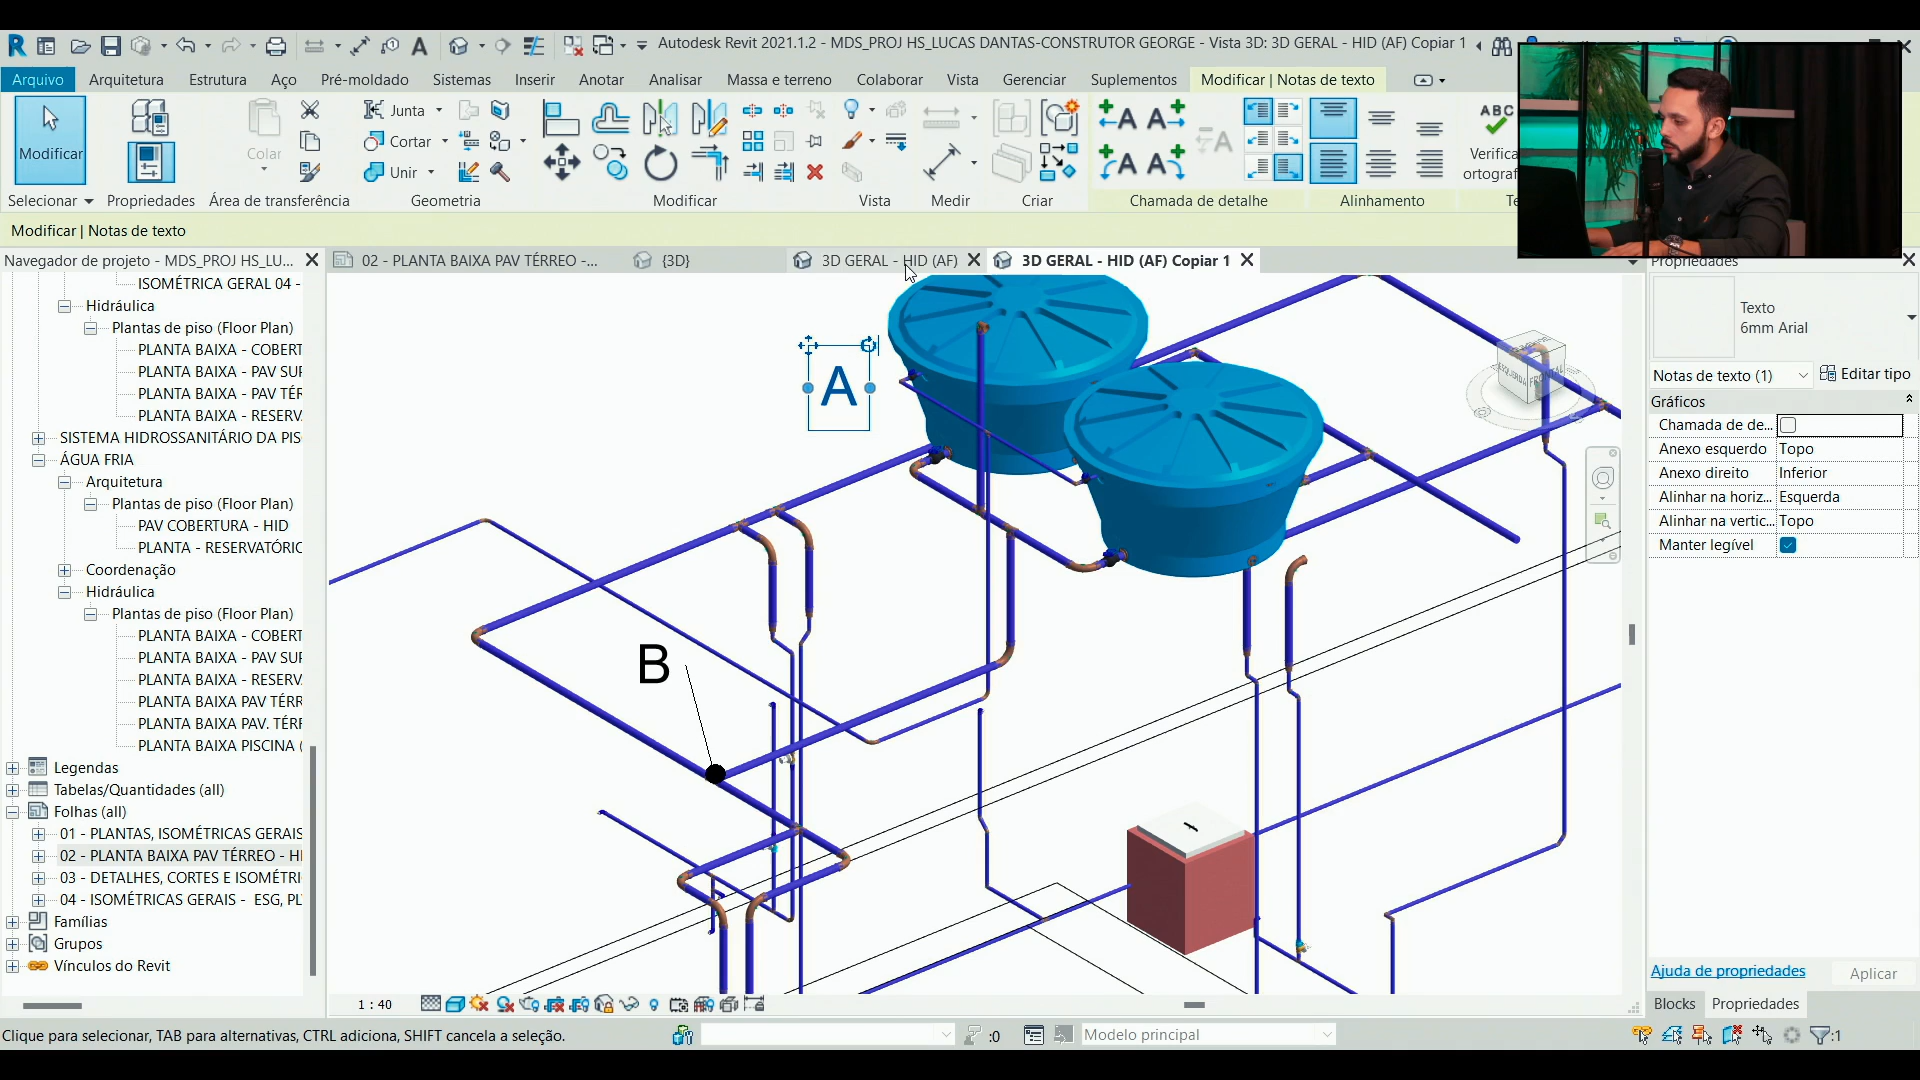 Autodesk Revit 2021.1.2 - MDS_PROJ HS_LUCAS DANTAS-CONSTRUTOR GEORGE - Vista 3D: 3D GERAL - HID (AF) Copiar 1
Arquivo Arquitetura Estrutura Aço Pré-moldado Sistemas Inserir Anotar Analisar Massa e terreno Colaborar Vista Gerenciar Suplementos Modificar | Notas de texto
Modificar
Colar
Junta
Cortar
Unir
ABC
Verifica
ortograf
Selecionar Propriedades Área de transferência Geometria Modificar Vista Medir Criar Chamada de detalhe Alinhamento Te
Modificar | Notas de texto
Navegador de projeto - MDS_PROJ HS_LU...
02 - PLANTA BAIXA PAV TÉRREO -...
{3D}
3D GERAL - HID (AF)
3D GERAL - HID (AF) Copiar 1
ISOMÉTRICA GERAL 04 -
Hidráulica
Plantas de piso (Floor Plan)
PLANTA BAIXA - COBERT
PLANTA BAIXA - PAV SUP
PLANTA BAIXA - PAV TÉR
PLANTA BAIXA - RESERV
SISTEMA HIDROSSANITÁRIO DA PIS
ÁGUA FRIA
Arquitetura
Plantas de piso (Floor Plan)
PAV COBERTURA - HID
PLANTA - RESERVATÓRIO
Coordenação
Hidráulica
Plantas de piso (Floor Plan)
PLANTA BAIXA - COBERT
PLANTA BAIXA - PAV SUP
PLANTA BAIXA - RESERV
PLANTA BAIXA PAV TÉRR
PLANTA BAIXA PAV. TÉRR
PLANTA BAIXA PISCINA (
Legendas
Tabelas/Quantidades (all)
Folhas (all)
01 - PLANTAS, ISOMÉTRICAS GERAIS
02 - PLANTA BAIXA PAV TÉRREO - HI
03 - DETALHES, CORTES E ISOMÉTRI
04 - ISOMÉTRICAS GERAIS - ESG, PL
Famílias
Grupos
Vínculos do Revit
A
B
ESQUERDA FRONTAL
1 : 40
Propriedades
Texto
6mm Arial
Notas de texto (1)
Editar tipo
Gráficos
Chamada de de...
Anexo esquerdo Topo
Anexo direito Inferior
Alinhar na horiz... Esquerda
Alinhar na vertic... Topo
Manter legível
Ajuda de propriedades
Aplicar
Blocks Propriedades
Clique para selecionar, TAB para alternativas, CTRL adiciona, SHIFT cancela a seleção.
:0
Modelo principal
:1